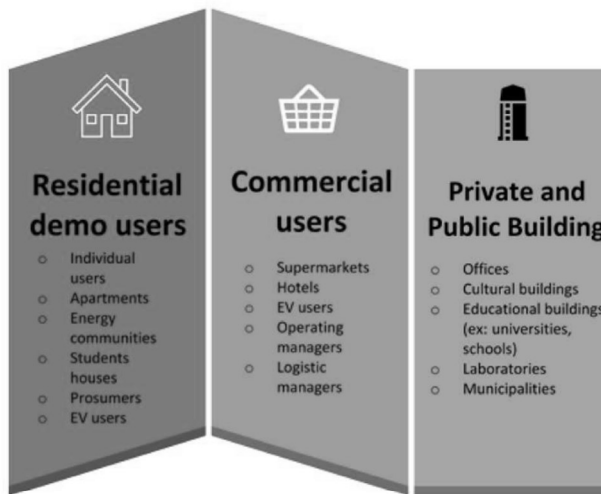 Residential
demo users
o Individual
users
o Apartments
o Energy
communities
o Students
houses
o Prosumers
o EV users
Commercial
users
o Supermarkets
o Hotels
o EV users
o Operating
managers
o Logistic
managers
Private and
Public Building
o Offices
o Cultural buildings
o Educational buildings
(ex: universities,
schools)
o Laboratories
o Municipalities